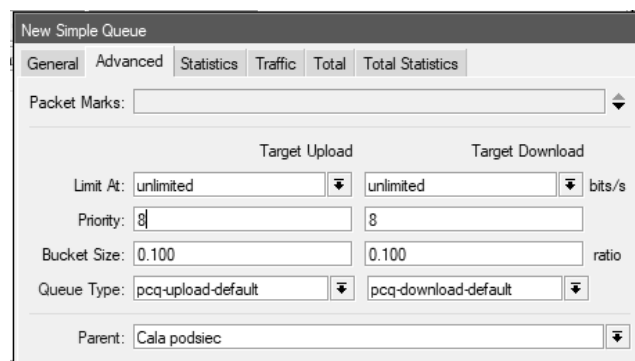 New Simple Queue
General Advanced Statistics Traffic Total Total Statistics
Packet Marks:
Target Upload Target Download
Limit At: unlimited unlimited bits/s
Priority: 8 8
Bucket Size: 0.100 0.100 ratio
Queue Type: pcq-upload-default pcq-download-default
Parent: Cala podsiec